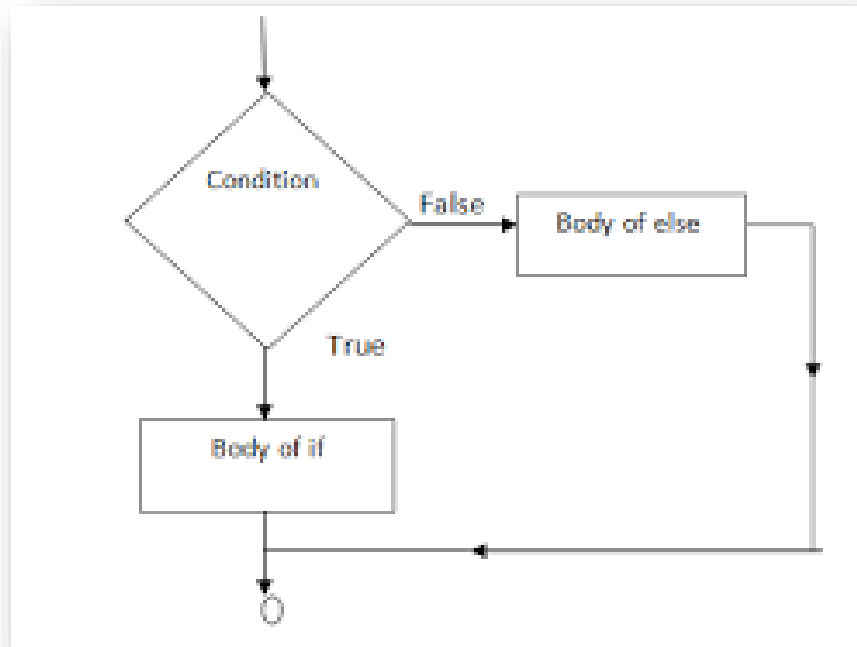 Condition
False
Body of else
True
Body of if